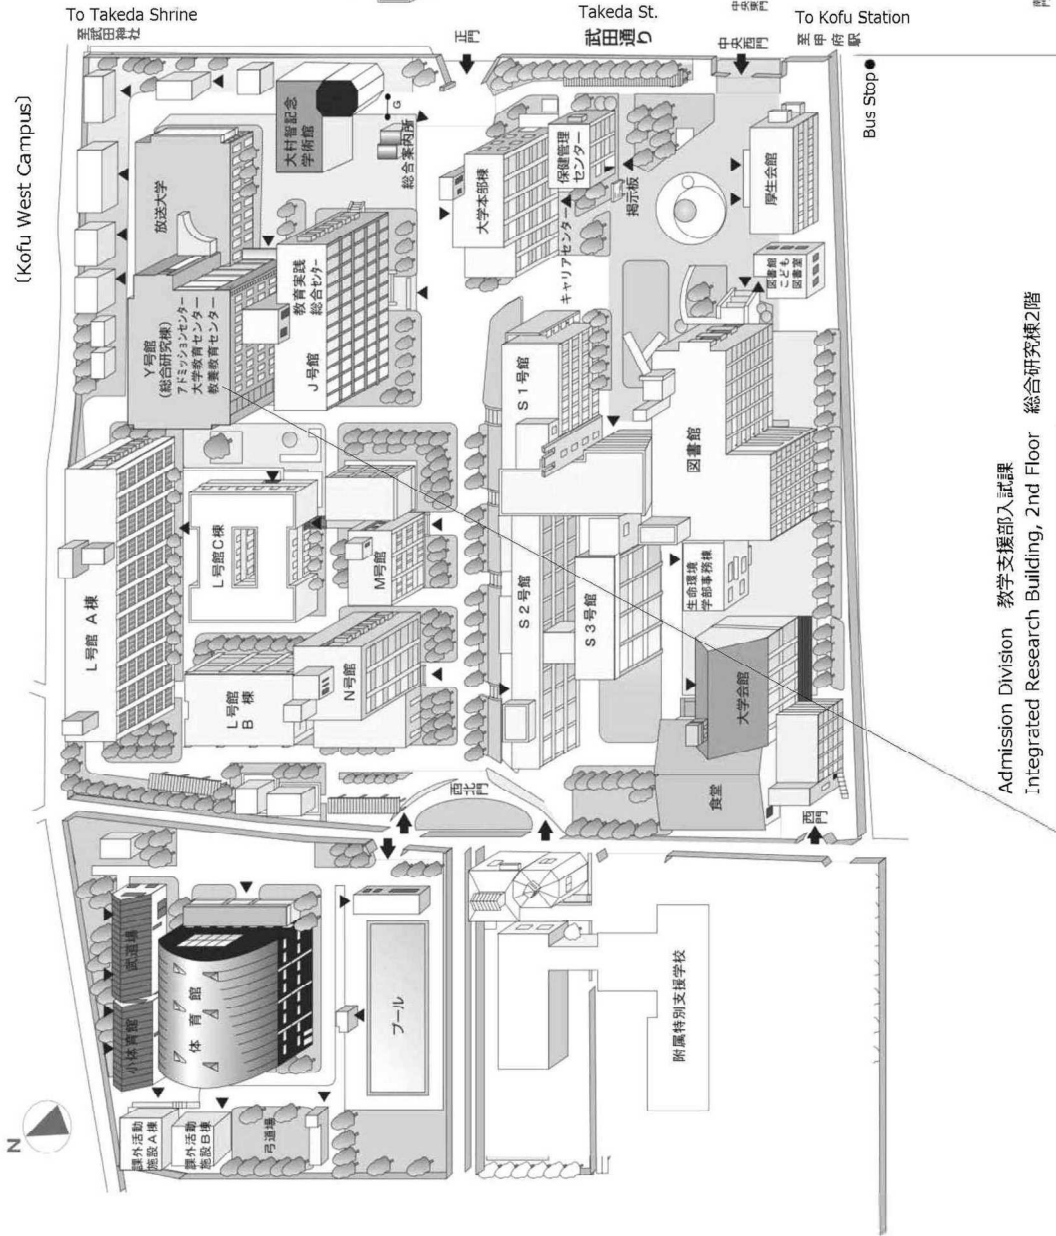 To Takeda Shrine
至武田神社
正門
Takeda St.
武田通り
中央東門
中央西門
To Kofu Station
至甲府駅
Bus Stop
(Kofu West Campus)
大村智記念
学術館
G
総合案内所
放送大学
大学本部棟
保健管理
センター
掲示板
厚生会館
キャリアセンター
図書館
こども
図書室
Y号館
(総合研究棟)
アドミッションセンター
大学教育センター
教養教育センター
教育実践
総合センター
J号館
S1号館
図書館
L号館 A棟
L号館C棟
M号館
S2号館
S3号館
生命環境
学部事務棟
L号館
B棟
N号館
大学会館
食堂
西北門
西門
武道場
小体育館
体育館
プール
附属特別支援学校
課外活動
施設A棟
課外活動
施設B棟
弓道場
N
Admission Division 教学支援部入試課
Integrated Research Building, 2nd Floor 総合研究棟2階